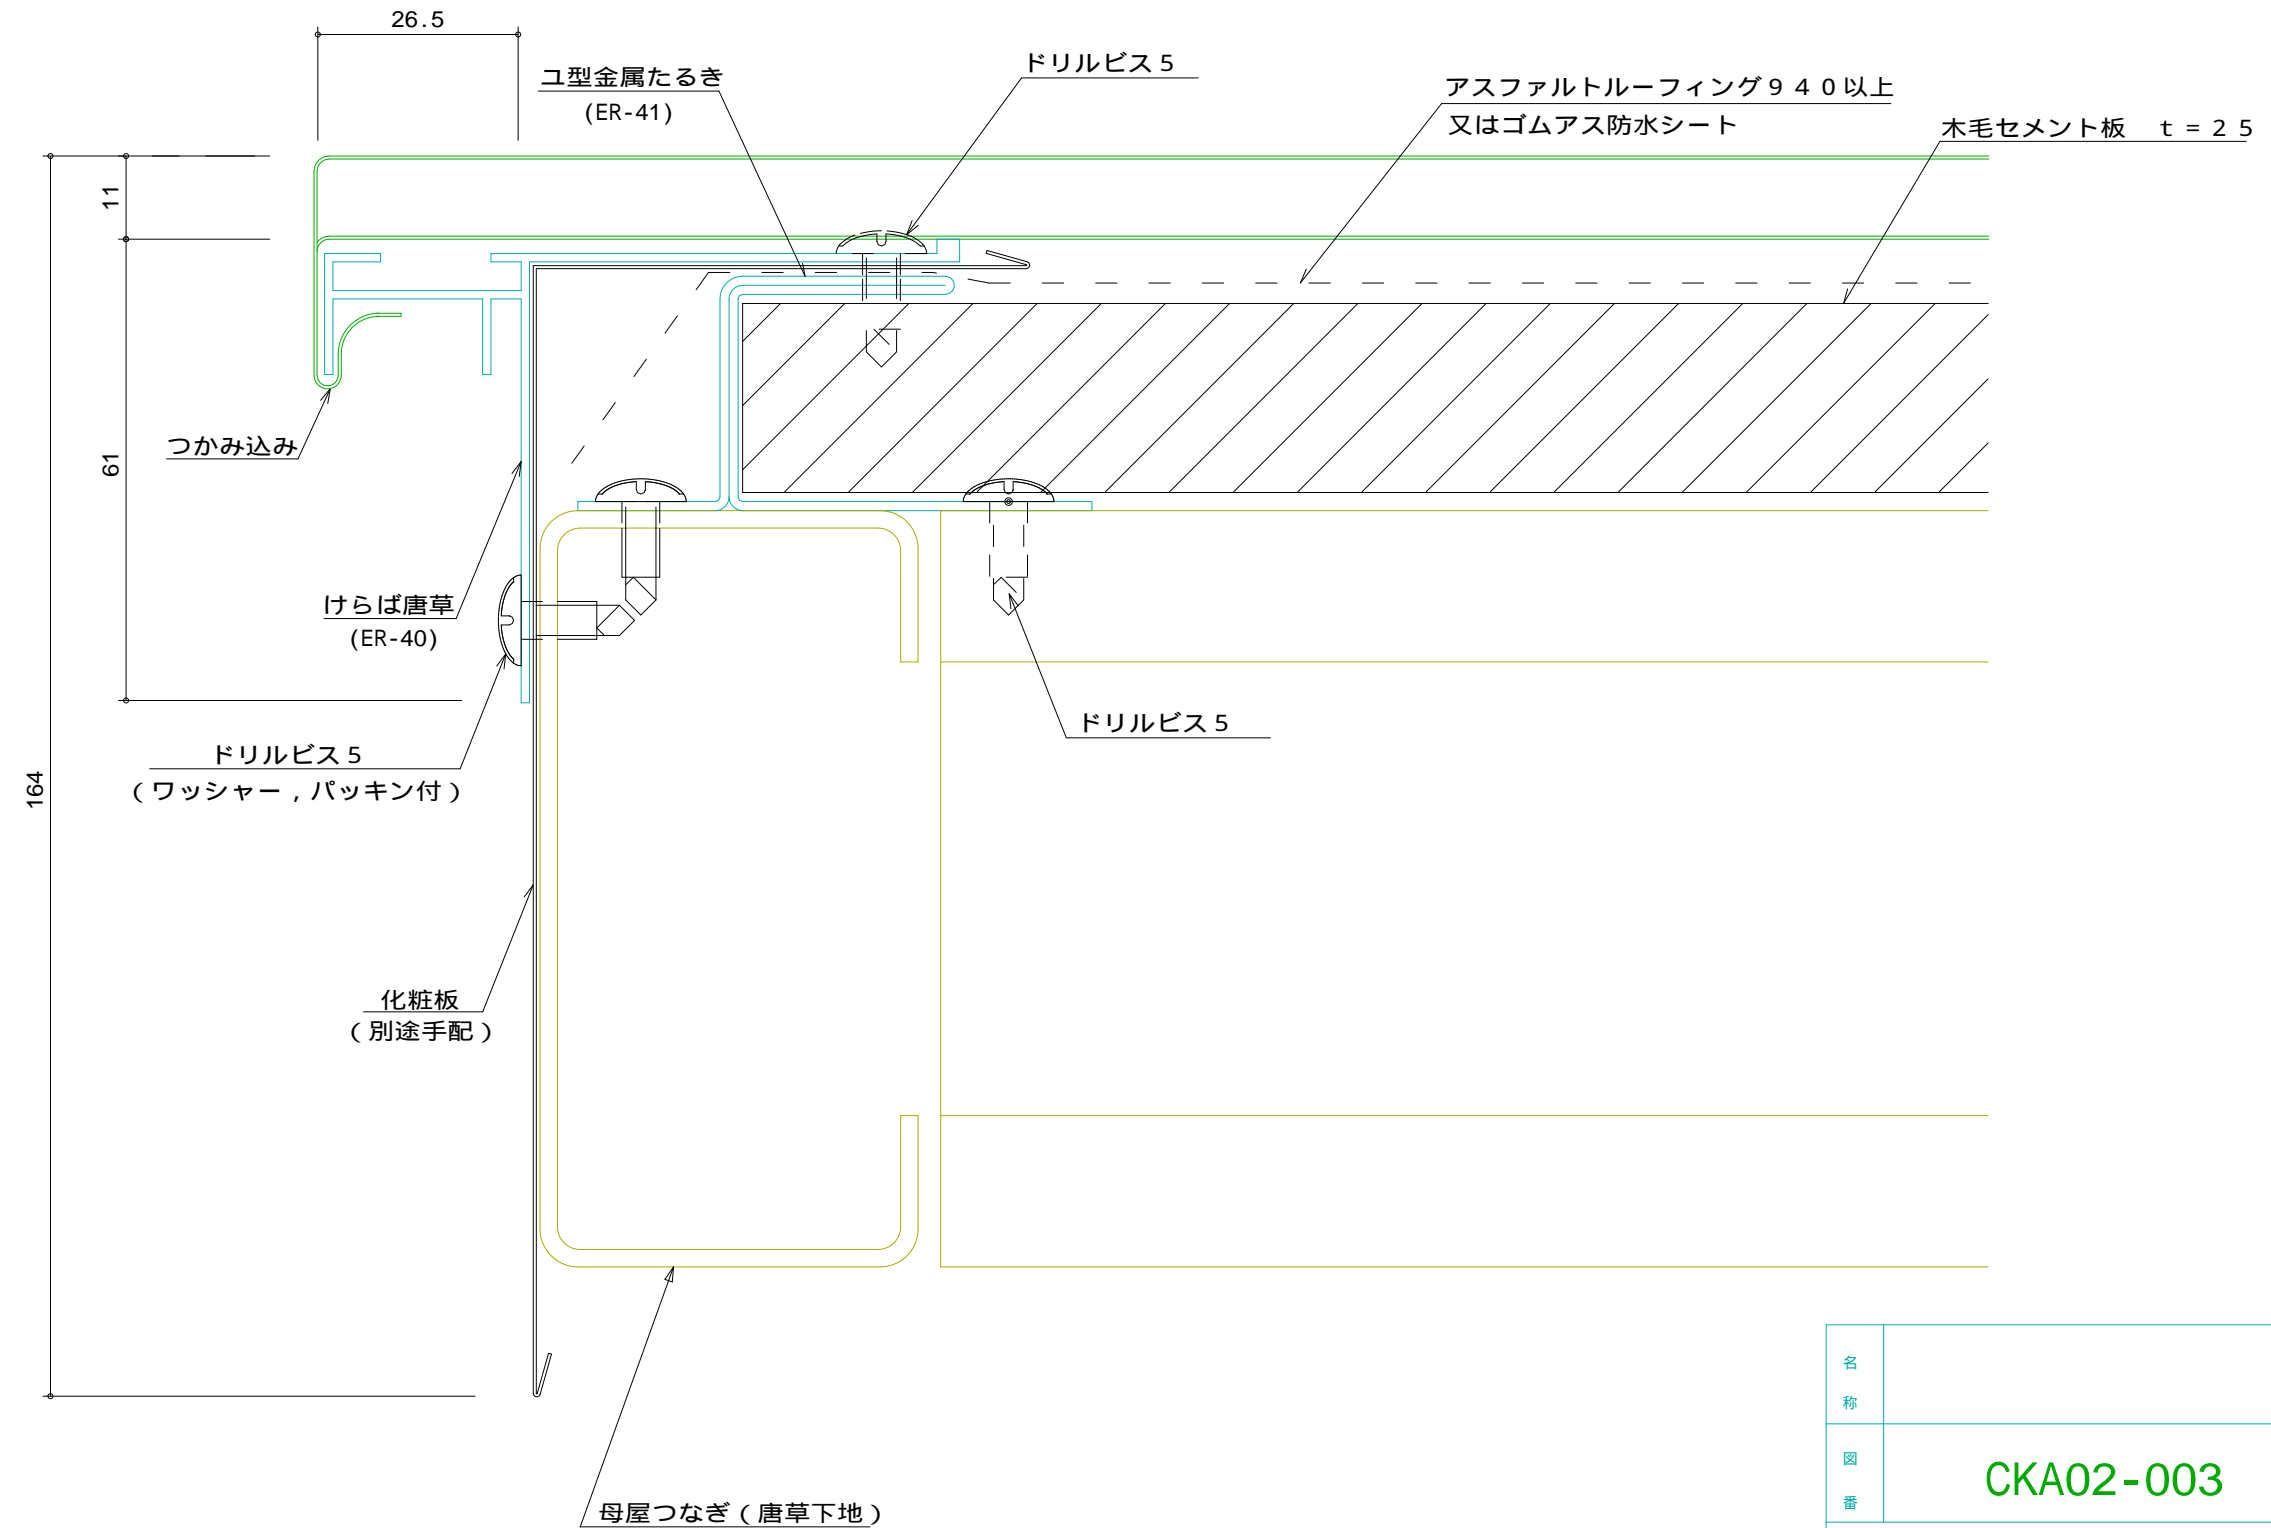 26.5
ドリルビス5
ユ型金属たるき
(ER-41)
アスファルトルーフィング940以上
又はゴムアス防水シート
木毛セメント板 t=25
11
61
164
つかみ込み
けらば唐草
(ER-40)
ドリルビス5
(ワッシャー,パッキン付)
ドリルビス5
化粧板
(別途手配)
母屋つなぎ(唐草下地)
名称
図番
CKA02-003